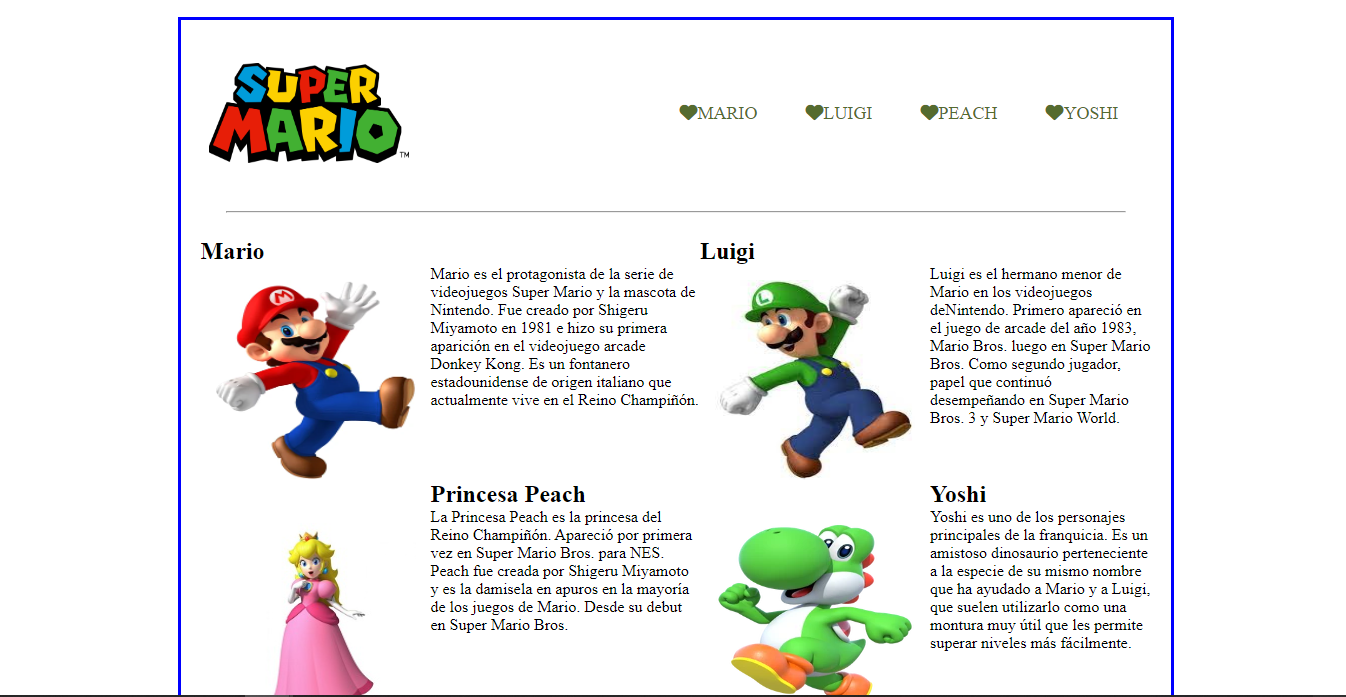 SUPER
MARIO
TM
MARIO
LUIGI
PEACH
YOSHI
Mario
M
Mario es el protagonista de la serie de
videojuegos Super Mario y la mascota de
Nintendo. Fue creado por Shigeru
Miyamoto en 1981 e hizo su primera
aparición en el videojuego arcade
Donkey Kong. Es un fontanero
estadounidense de origen italiano que
actualmente vive en el Reino Champiñón.
Luigi
L
Luigi es el hermano menor de
Mario en los videojuegos
deNintendo. Primero apareció en
el juego de arcade del año 1983,
Mario Bros. luego en Super Mario
Bros. Como segundo jugador,
papel que continuó
desempeñando en Super Mario
Bros. 3 y Super Mario World.
Princesa Peach
La Princesa Peach es la princesa del
Reino Champiñón. Apareció por primera
vez en Super Mario Bros. para NES.
Peach fue creada por Shigeru Miyamoto
y es la damisela en apuros en la mayoría
de los juegos de Mario. Desde su debut
en Super Mario Bros.
Yoshi
Yoshi es uno de los personajes
principales de la franquicia. Es un
amistoso dinosaurio perteneciente
a la especie de su mismo nombre
que ha ayudado a Mario y a Luigi,
que suelen utilizarlo como una
montura muy útil que les permite
superar niveles más fácilmente.